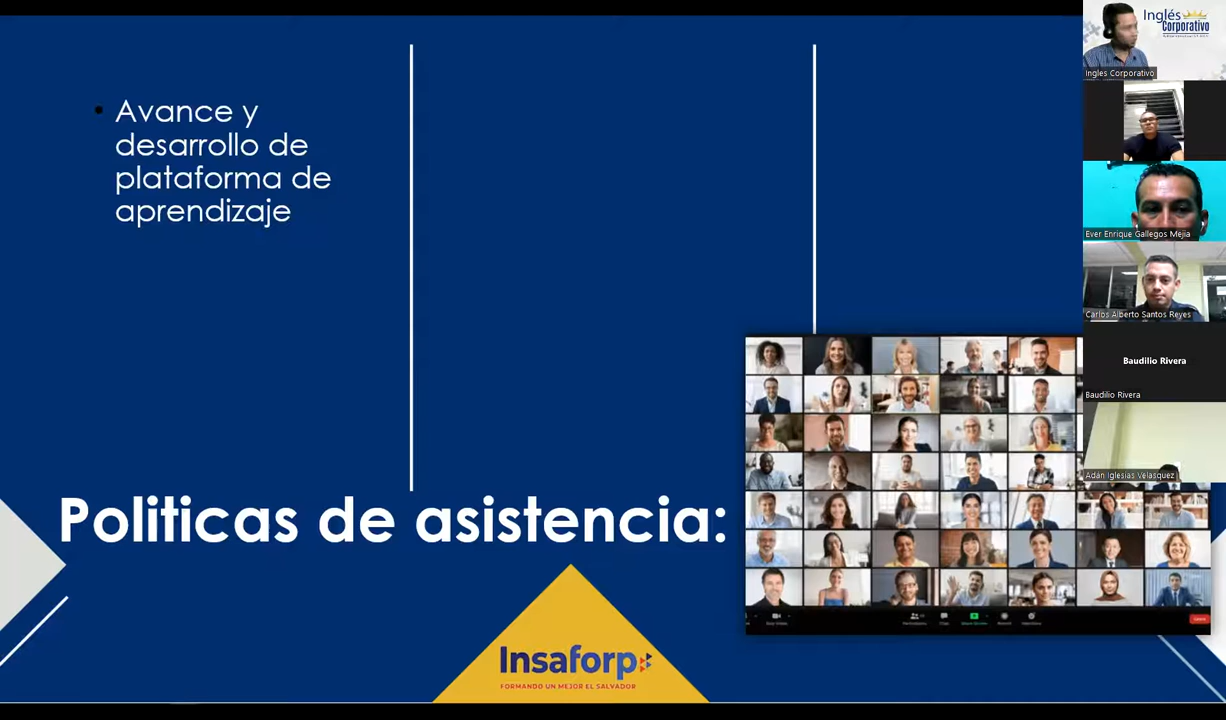 • Avance y
desarrollo de
plataforma de
aprendizaje
Politicas de asistencia:
Insaforp
FORMANDO UN MEJOR EL SALVADOR
Inglés
Corporativo
Ingles Corporativo
Ever Enrique Gallegos Mejia
Carlos Alberto Santos Reyes
Baudilio Rivera
Baudilio Rivera
Adán Iglesias Velasquez